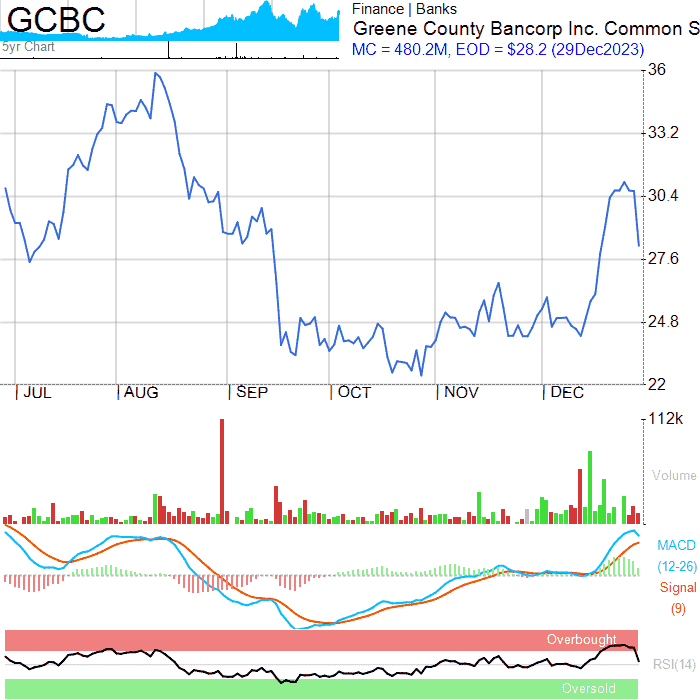 GCBC
5yr Chart
Finance | Banks
Greene County Bancorp Inc. Common S
MC = 480.2M, EOD = $28.2 (29Dec2023)
36
33.2
30.4
27.6
24.8
22
JUL
AUG
SEP
OCT
NOV
DEC
112k
Volume
MACD
(12-26)
Signal
(9)
Overbought
RSI(14)
Oversold